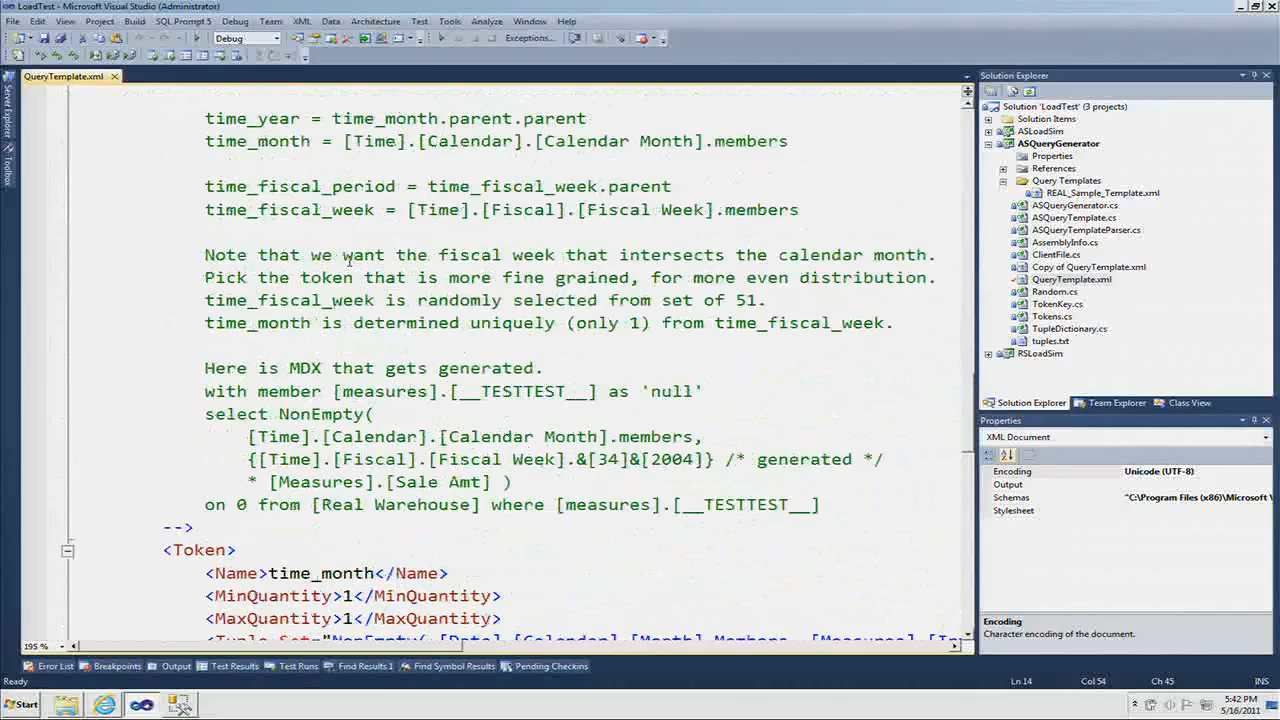 LoadTest - Microsoft Visual Studio (Administrator)
File Edit View Project Build SQL Prompt 5 Debug Team XML Data Architecture Test Tools Analyze Window Help
Debug
Exceptions...
QueryTemplate.xml
Server Explorer
Toolbox
time_year = time_month.parent.parent
time_month = [Time].[Calendar].[Calendar Month].members
time_fiscal_period = time_fiscal_week.parent
time_fiscal_week = [Time].[Fiscal].[Fiscal Week].members
Note that we want the fiscal week that intersects the calendar month.
Pick the token that is more fine grained, for more even distribution.
time_fiscal_week is randomly selected from set of 51.
time_month is determined uniquely (only 1) from time_fiscal_week.
Here is MDX that gets generated.
with member [measures].[__TESTTEST__] as 'null'
select NonEmpty(
[Time].[Calendar].[Calendar Month].members,
{[Time].[Fiscal].[Fiscal Week].&[34]&[2004]} /* generated */
* [Measures].[Sale Amt] )
on 0 from [Real Warehouse] where [measures].[__TESTTEST__]
-->
<Token>
<Name>time_month</Name>
<MinQuantity>1</MinQuantity>
<MaxQuantity>1</MaxQuantity>
195 %
Solution Explorer
Solution 'LoadTest' (3 projects)
Solution Items
ASLoadSim
ASQueryGenerator
Properties
References
Query Templates
REAL_Sample_Template.xml
ASQueryGenerator.cs
ASQueryTemplate.cs
ASQueryTemplateParser.cs
AssemblyInfo.cs
ClientFile.cs
Copy of QueryTemplate.xml
QueryTemplate.xml
Random.cs
TokenKey.cs
Tokens.cs
TupleDictionary.cs
tuples.txt
RSLoadSim
Solution Explorer Team Explorer Class View
Properties
XML Document
Encoding Unicode (UTF-8)
Output
Schemas "C:\Program Files (x86)\Microsoft V
Stylesheet
Encoding
Character encoding of the document.
Error List Breakpoints Output Test Results Test Runs Find Results 1 Find Symbol Results Pending Checkins
Ready Ln 14 Col 54 Ch 45 INS
Start
5:42 PM
5/16/2011